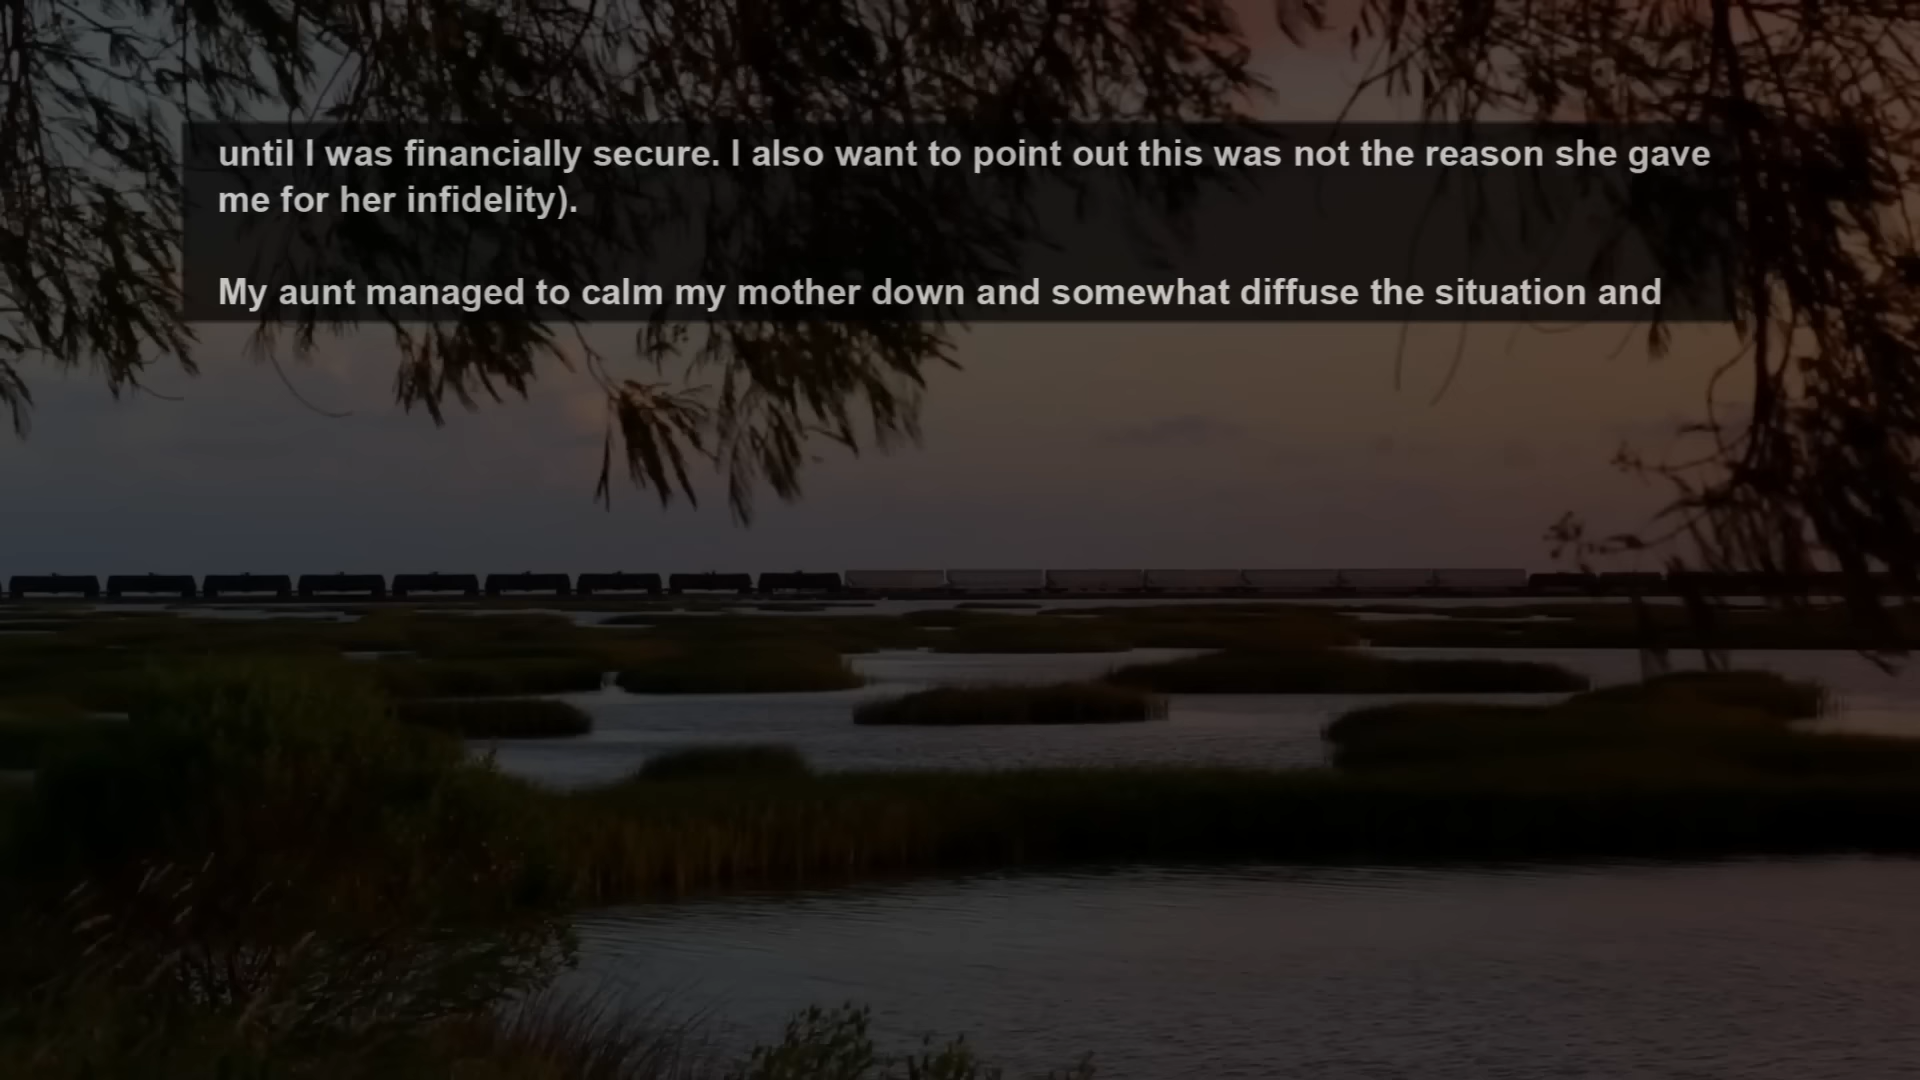 until I was financially secure. I also want to point out this was not the reason she gave
me for her infidelity).
My aunt managed to calm my mother down and somewhat diffuse the situation and